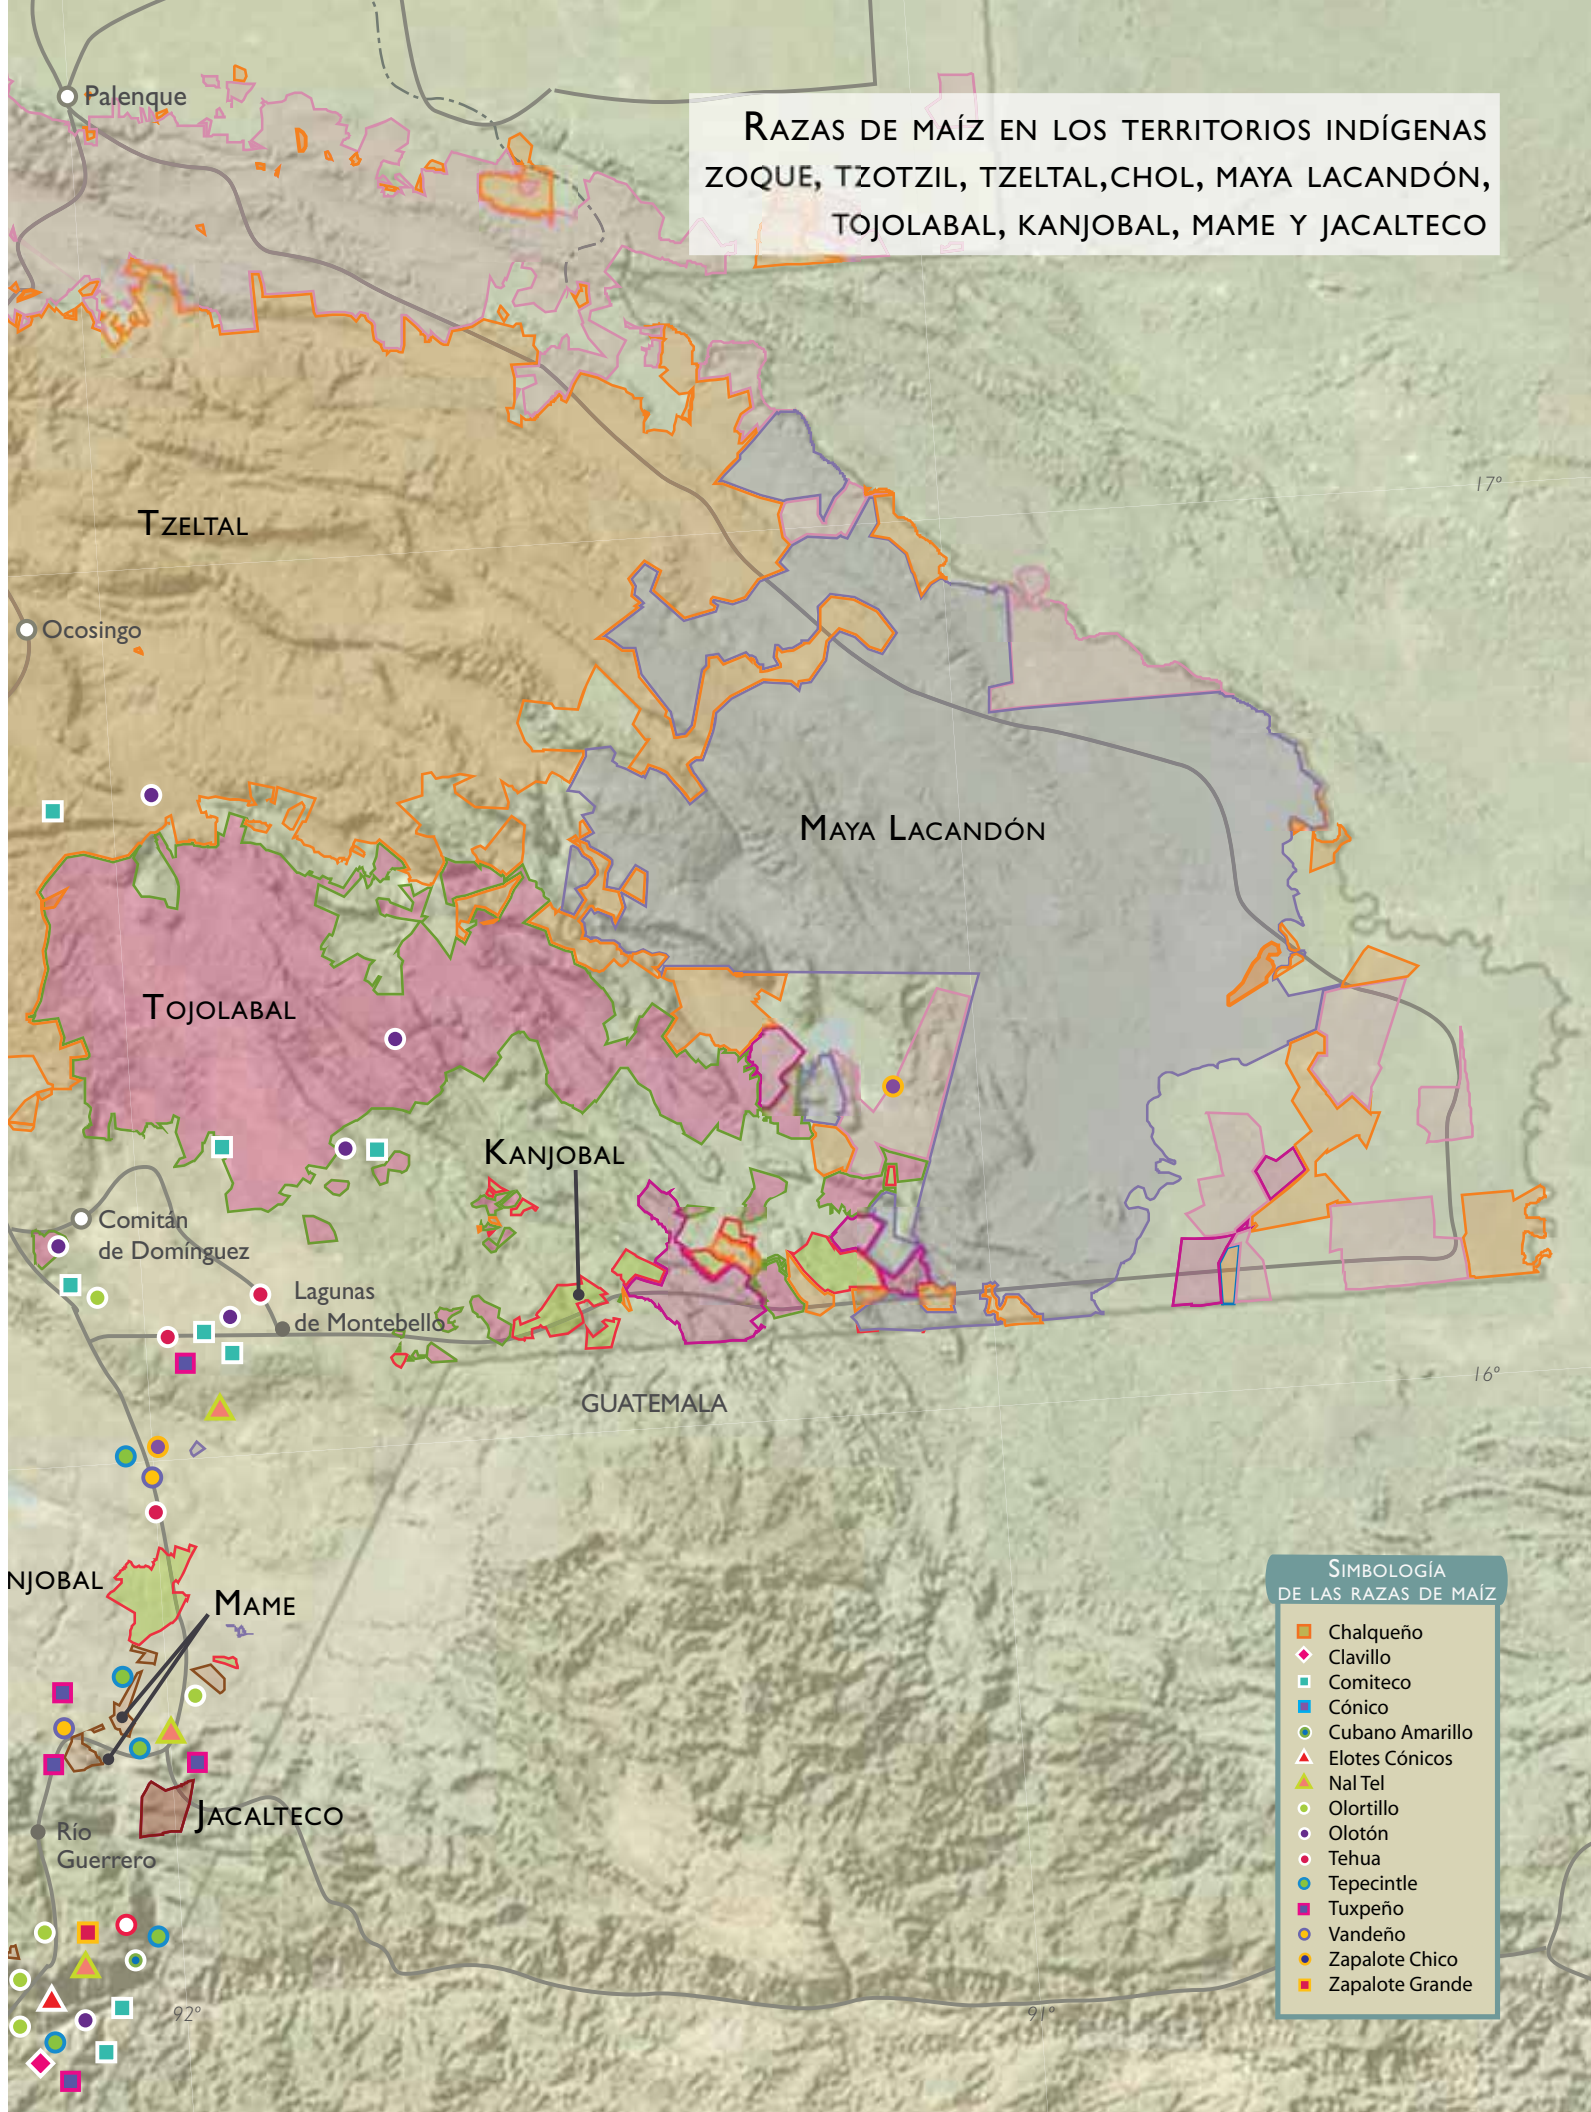 Palenque
RAZAS DE MAÍZ EN LOS TERRITORIOS INDÍGENAS
ZOQUE, TZOTZIL, TZELTAL,CHOL, MAYA LACANDÓN,
TOJOLABAL, KANJOBAL, MAME Y JACALTECO
17°
TZELTAL
Ocosingo
MAYA LACANDÓN
TOJOLABAL
KANJOBAL
Comitán
de Domínguez
Lagunas
de Montebello
16°
GUATEMALA
NJOBAL
MAME
JACALTECO
Río
Guerrero
92°
91°
SIMBOLOGÍA
DE LAS RAZAS DE MAÍZ
Chalqueño
Clavillo
Comiteco
Cónico
Cubano Amarillo
Elotes Cónicos
Nal Tel
Olortillo
Olotón
Tehua
Tepecintle
Tuxpeño
Vandeño
Zapalote Chico
Zapalote Grande